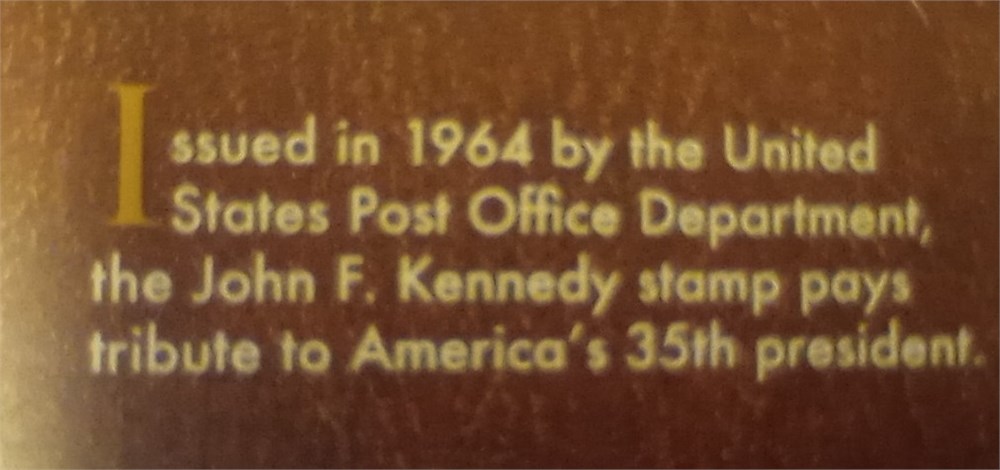 Issued in 1964 by the United
States Post Office Department,
the John F. Kennedy stamp pays
tribute to America's 35th president.